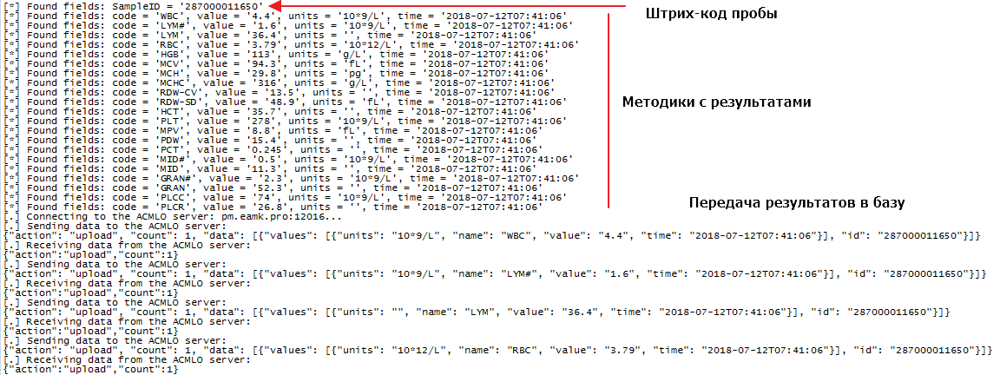 [*] Found fields: SampleID = '287000011650'
Штрих-код пробы
[*] Found fields: code = 'WBC', value = '4.4', units = '10*9/L', time = '2018-07-12T07:41:06'
[*] Found fields: code = 'LYM#', value = '1.6', units = '10*9/L', time = '2018-07-12T07:41:06'
[*] Found fields: code = 'LYM', value = '36.4', units = '', time = '2018-07-12T07:41:06'
[*] Found fields: code = 'RBC', value = '3.79', units = '10*12/L', time = '2018-07-12T07:41:06'
[*] Found fields: code = 'HGB', value = '113', units = 'g/L', time = '2018-07-12T07:41:06'
[*] Found fields: code = 'MCV', value = '94.3', units = 'fL', time = '2018-07-12T07:41:06'
[*] Found fields: code = 'MCH', value = '29.8', units = 'pg', time = '2018-07-12T07:41:06'
[*] Found fields: code = 'MCHC', value = '316', units = 'g/L', time = '2018-07-12T07:41:06'
[*] Found fields: code = 'RDW-CV', value = '13.5', units = '', time = '2018-07-12T07:41:06'
[*] Found fields: code = 'RDW-SD', value = '48.9', units = 'fL', time = '2018-07-12T07:41:06'
Методики с результатами
[*] Found fields: code = 'HCT', value = '35.7', units = '', time = '2018-07-12T07:41:06'
[*] Found fields: code = 'PLT', value = '278', units = '10*9/L', time = '2018-07-12T07:41:06'
[*] Found fields: code = 'MPV', value = '8.8', units = 'fL', time = '2018-07-12T07:41:06'
[*] Found fields: code = 'PDW', value = '15.4', units = '', time = '2018-07-12T07:41:06'
[*] Found fields: code = 'PCT', value = '0.245', units = '', time = '2018-07-12T07:41:06'
[*] Found fields: code = 'MID#', value = '0.5', units = '10*9/L', time = '2018-07-12T07:41:06'
[*] Found fields: code = 'MID', value = '11.3', units = '', time = '2018-07-12T07:41:06'
[*] Found fields: code = 'GRAN#', value = '2.3', units = '10*9/L', time = '2018-07-12T07:41:06'
[*] Found fields: code = 'GRAN', value = '52.3', units = '', time = '2018-07-12T07:41:06'
[*] Found fields: code = 'PLCC', value = '74', units = '10*9/L', time = '2018-07-12T07:41:06'
[*] Found fields: code = 'PLCR', value = '26.8', units = '', time = '2018-07-12T07:41:06'
Передача результатов в базу
[.] Connecting to the ACMLO server: pm.eamk.pro:12016...
[.] Sending data to the ACMLO server:
{"action": "upload", "count": 1, "data": [{"values": [{"units": "10*9/L", "name": "WBC", "value": "4.4", "time": "2018-07-12T07:41:06"}], "id": "287000011650"}]}
[.] Receiving data from the ACMLO server:
{"action":"upload","count":1}
[.] Sending data to the ACMLO server:
{"action": "upload", "count": 1, "data": [{"values": [{"units": "10*9/L", "name": "LYM#", "value": "1.6", "time": "2018-07-12T07:41:06"}], "id": "287000011650"}]}
[.] Receiving data from the ACMLO server:
{"action":"upload","count":1}
[.] Sending data to the ACMLO server:
{"action": "upload", "count": 1, "data": [{"values": [{"units": "", "name": "LYM", "value": "36.4", "time": "2018-07-12T07:41:06"}], "id": "287000011650"}]}
[.] Receiving data from the ACMLO server:
{"action":"upload","count":1}
[.] Sending data to the ACMLO server:
{"action": "upload", "count": 1, "data": [{"values": [{"units": "10*12/L", "name": "RBC", "value": "3.79", "time": "2018-07-12T07:41:06"}], "id": "287000011650"}]}
[.] Receiving data from the ACMLO server:
{"action":"upload","count":1}